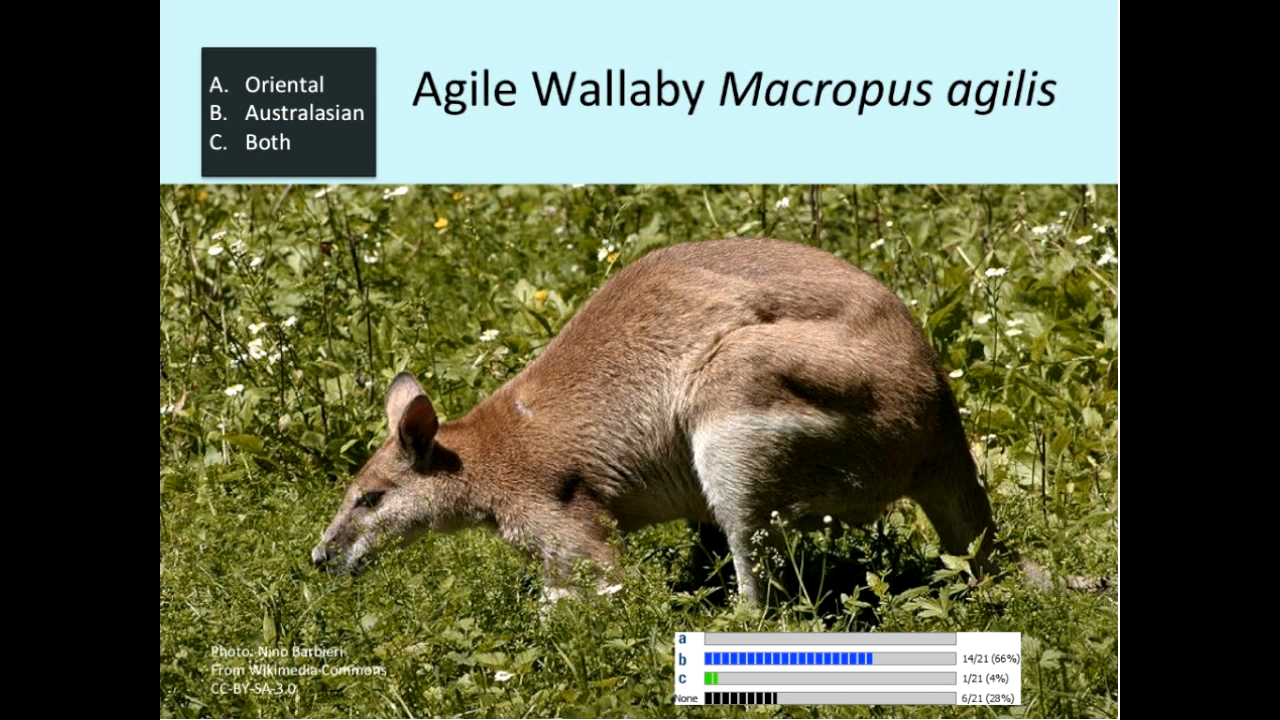 A. Oriental
B. Australasian
C. Both
Agile Wallaby Macropus agilis
Photo: Nino Barbieri
From Wikimedia Commons
CC-BY-SA-3.0
a
b 14/21 (66%)
c 1/21 (4%)
None 6/21 (28%)